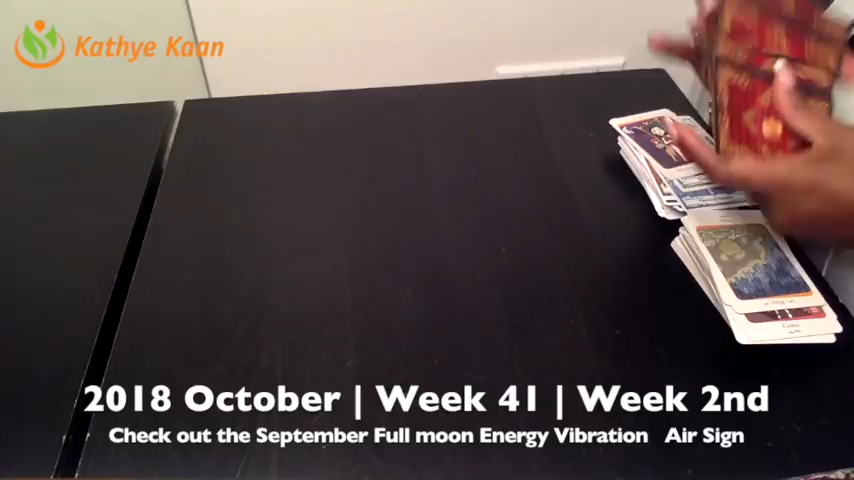 Kathye Kaan
2018 October | Week 41 | Week 2nd
Check out the September Full moon Energy Vibration Air Sign